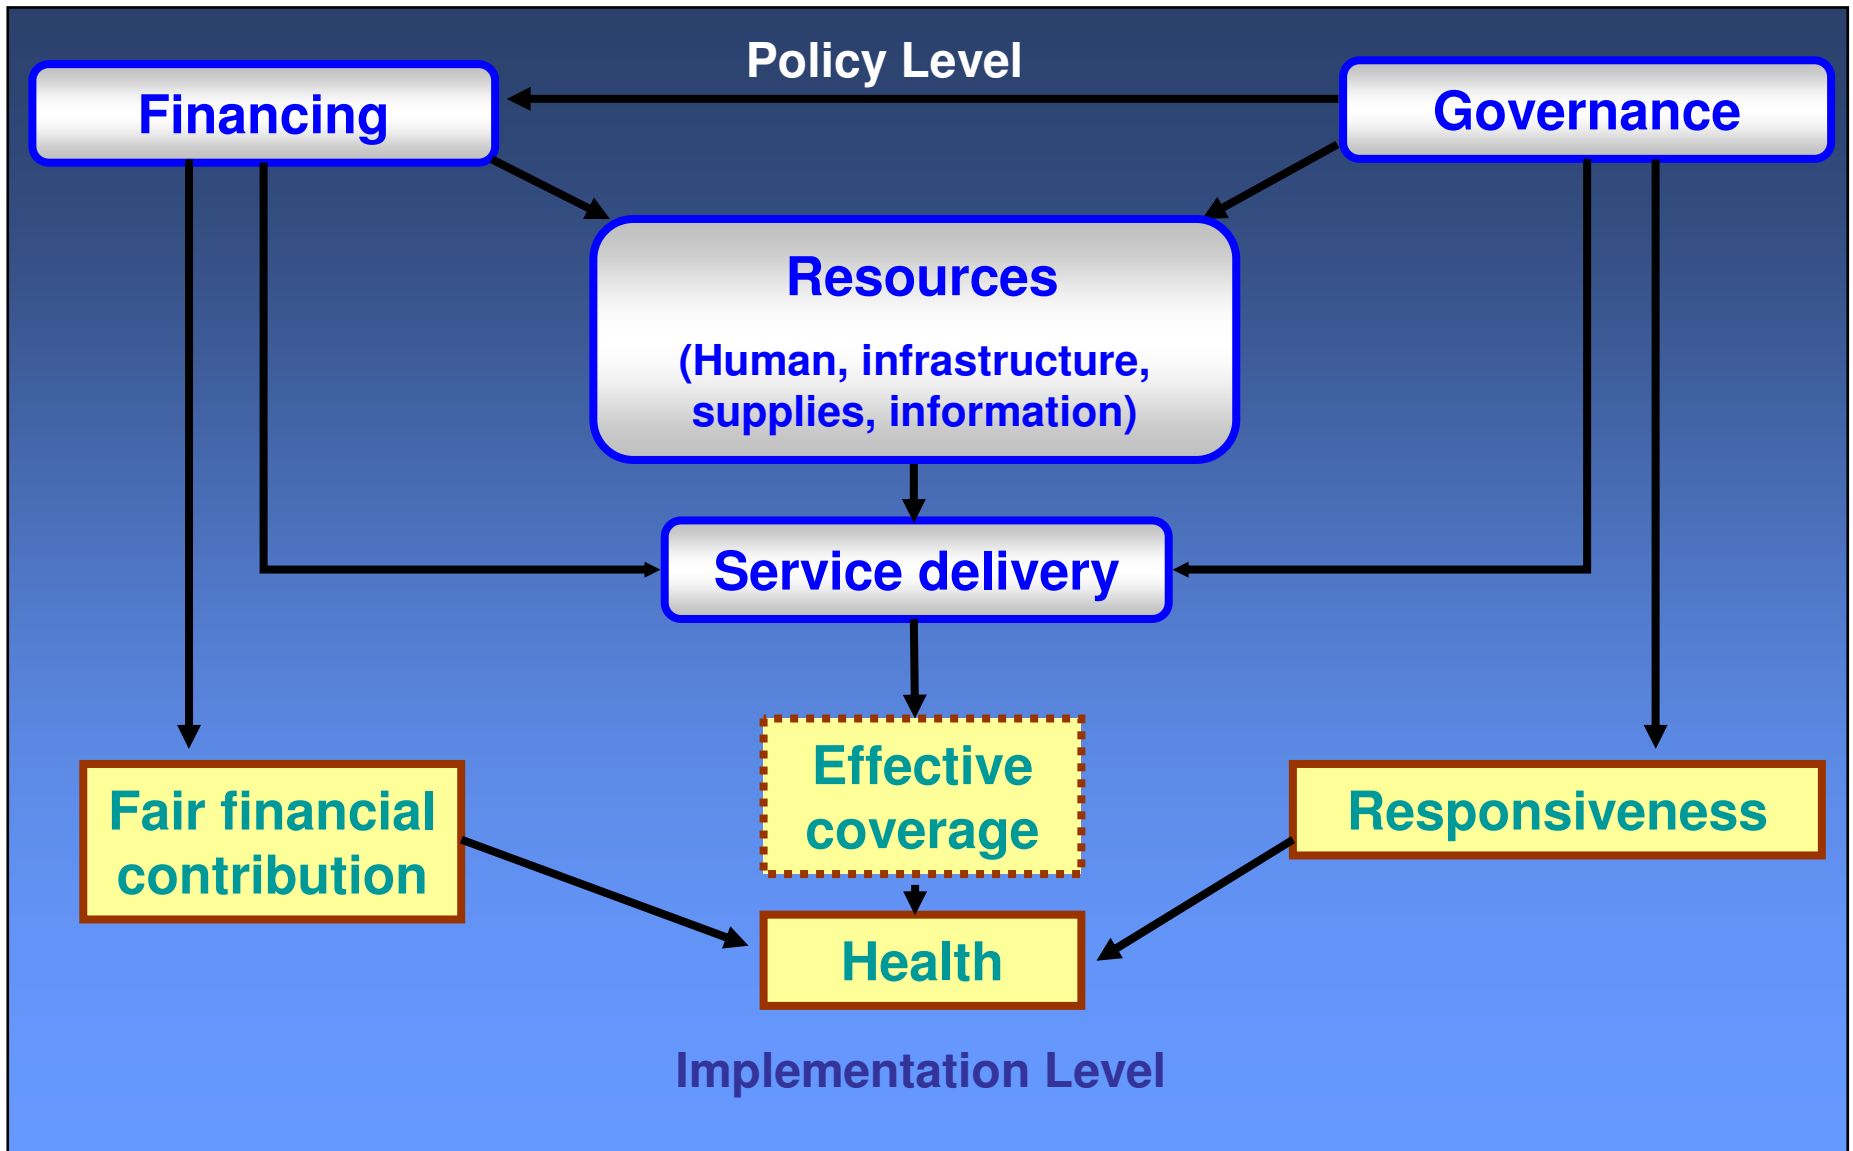 Policy Level
Financing
Governance
Resources
(Human, infrastructure,
supplies, information)
Service delivery
Effective
coverage
Fair financial
contribution
Responsiveness
Health
Implementation Level